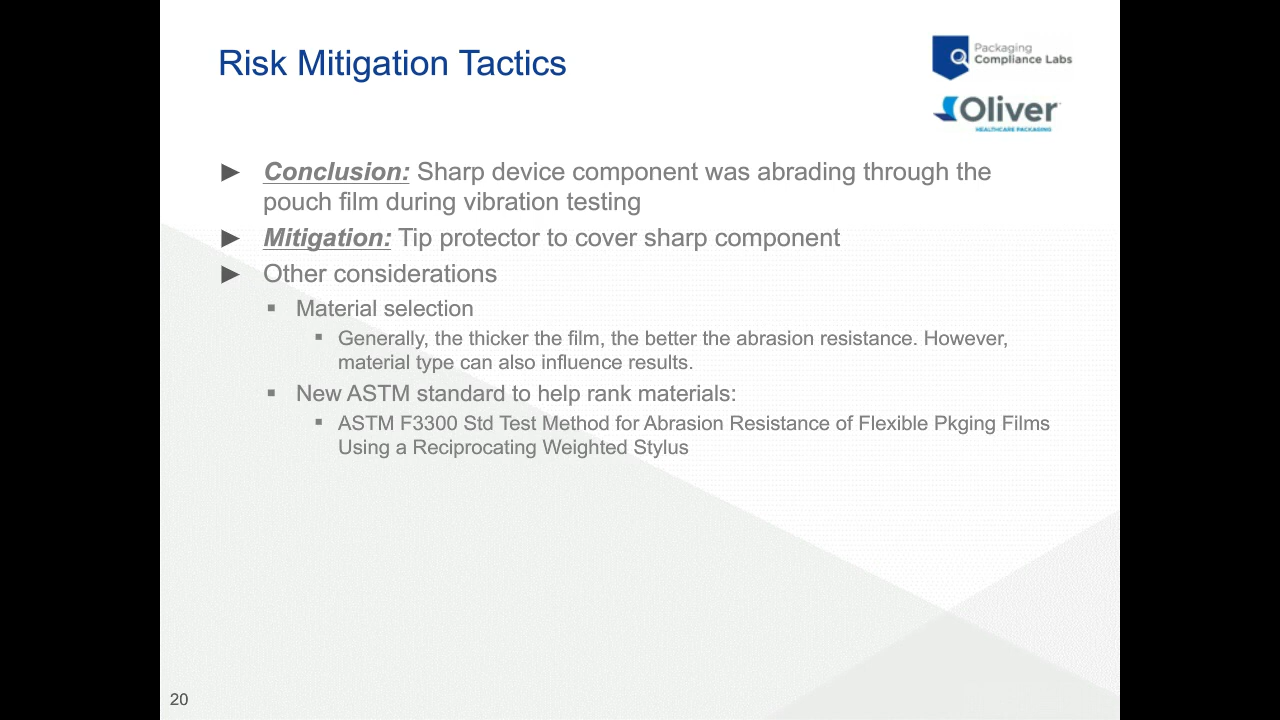 Risk Mitigation Tactics
Packaging
Compliance Labs
Oliver
HEALTHCARE PACKAGING
► Conclusion: Sharp device component was abrading through the
pouch film during vibration testing
► Mitigation: Tip protector to cover sharp component
► Other considerations
▪ Material selection
▪ Generally, the thicker the film, the better the abrasion resistance. However,
material type can also influence results.
▪ New ASTM standard to help rank materials:
▪ ASTM F3300 Std Test Method for Abrasion Resistance of Flexible Pkging Films
Using a Reciprocating Weighted Stylus
20